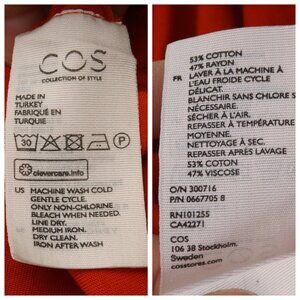 COS
COLLECTION OF STYLE
MADE IN
TURKEY
FABRIQUÉ EN
TURQUIE
30
P
clevercare.info
US MACHINE WASH COLD
GENTLE CYCLE.
ONLY NON-CHLORINE
BLEACH WHEN NEEDED.
LINE DRY.
MEDIUM IRON.
DRY CLEAN.
IRON AFTER WASH
53% COTTON
47% RAYON
FR LAVER À LA MACHINE À
L'EAU FROIDE CYCLE
DÉLICAT.
BLANCHIR SANS CHLORE S
NÉCESSAIRE.
SÉCHER À L'AIR.
REPASSER À TEMPÉRATURE
MOYENNE.
NETTOYAGE À SEC.
REPASSER APRÈS LAVAGE
53% COTON
47% VISCOSE
O/N 300716
P/N 0667705 8
RN101255
CA42271
COS
106 38 Stockholm,
Sweden
cosstores.com